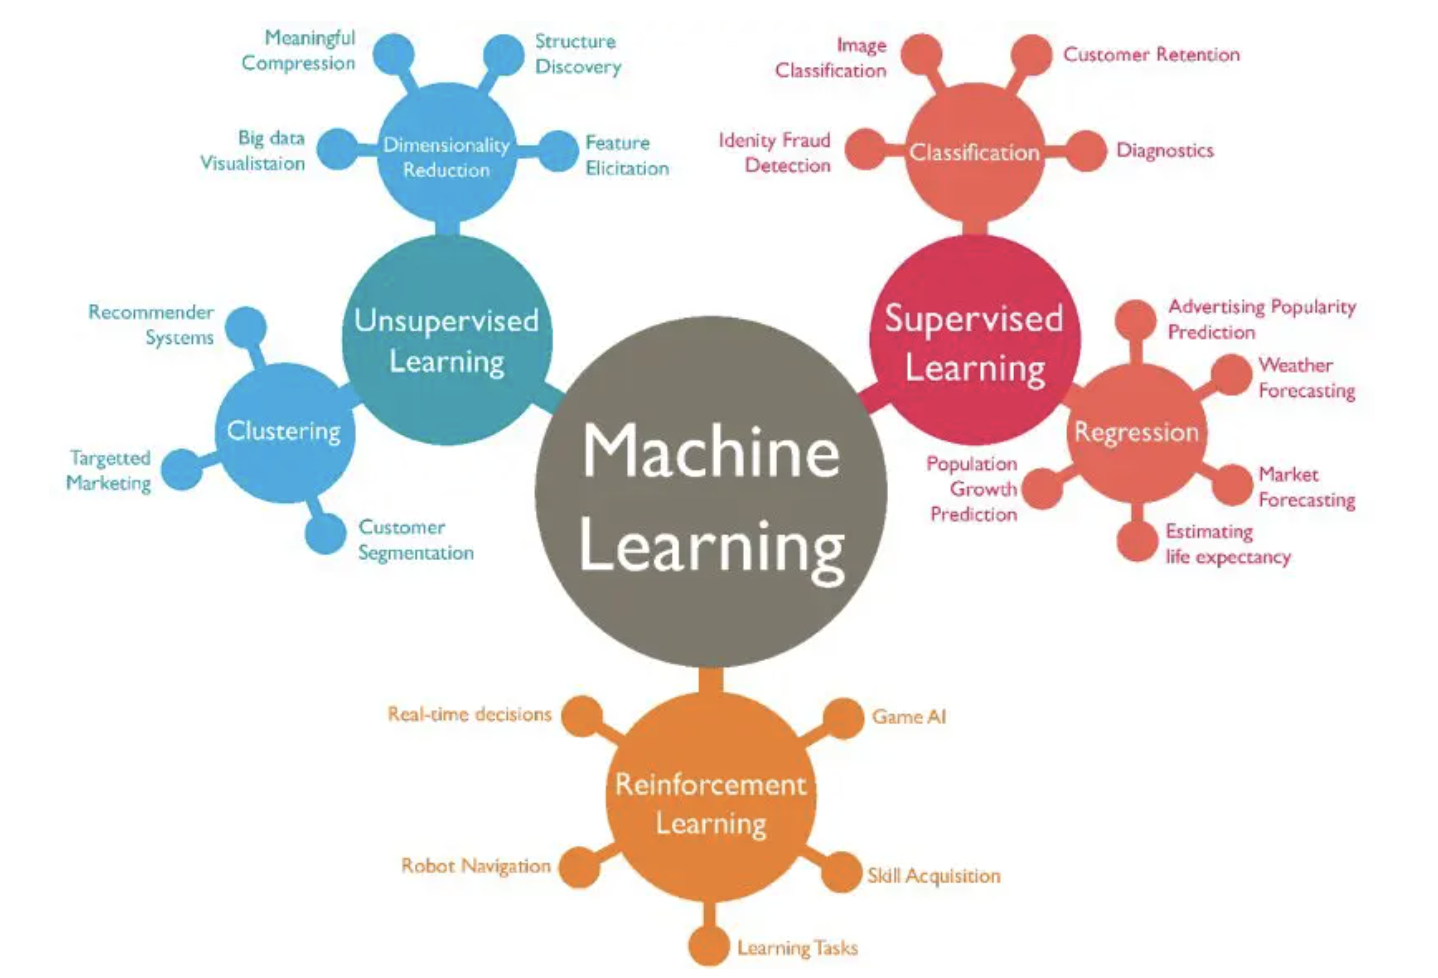 Meaningful
Compression
Structure
Discovery
Big data
Visualistaion
Dimensionality
Reduction
Feature
Elicitation
Image
Classification
Customer Retention
Idenity Fraud
Detection
Classification
Diagnostics
Unsupervised
Learning
Supervised
Learning
Recommender
Systems
Clustering
Targetted
Marketing
Customer
Segmentation
Machine
Learning
Advertising Popularity
Prediction
Weather
Forecasting
Regression
Population
Growth
Prediction
Market
Forecasting
Estimating
life expectancy
Real-time decisions
Game AI
Reinforcement
Learning
Robot Navigation
Skill Acquisition
Learning Tasks